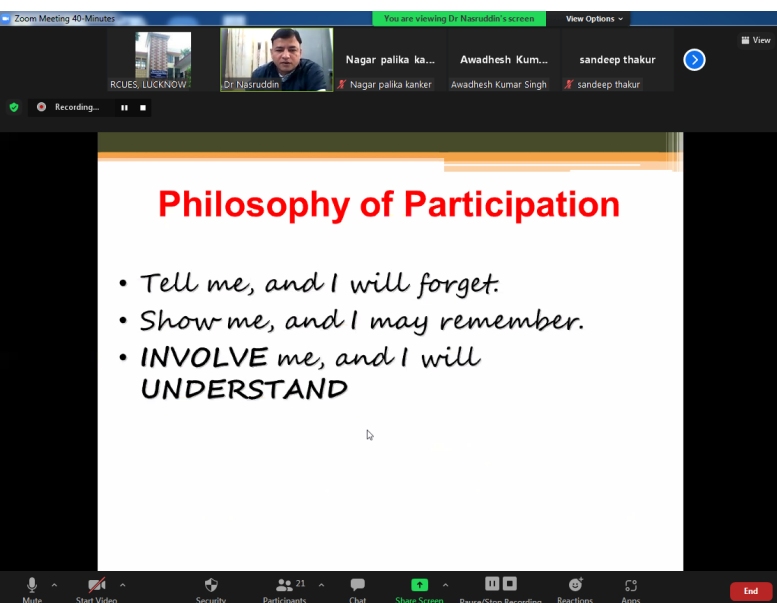 Zoom Meeting 40-Minutes
You are viewing Dr Nasruddin's screen
View Options
View
Nagar palika ka...
Awadhesh Kum...
sandeep thakur
RCUES, LUCKNOW
Dr Nasruddin
Nagar palika kanker
Awadhesh Kumar Singh
sandeep thakur
Recording...
Philosophy of Participation
• Tell me, and I will forget.
• Show me, and I may remember.
• INVOLVE me, and I will
UNDERSTAND
21
Mute
Start Video
Security
Participants
Chat
Share Screen
Pause/Stop Recording
Reactions
Apps
End